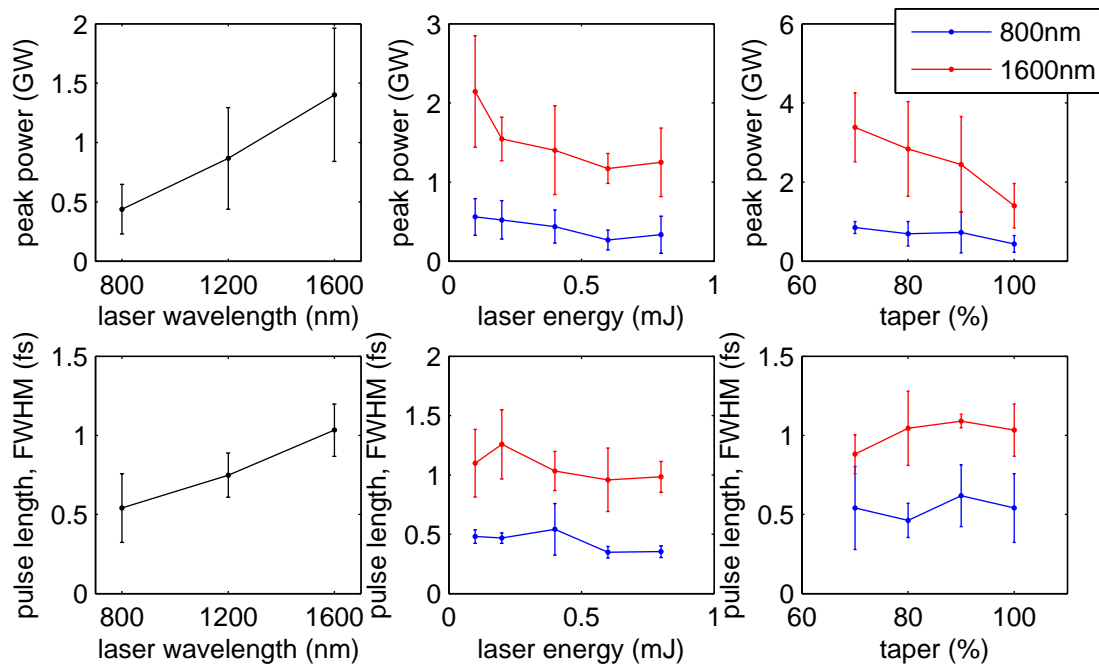 800nm
1600nm
peak power (GW)
2
1.5
1
0.5
0
800 1200 1600
laser wavelength (nm)
peak power (GW)
3
2
1
0
0 0.5 1
laser energy (mJ)
peak power (GW)
6
4
2
0
60 80 100
taper (%)
pulse length, FWHM (fs)
1.5
1
0.5
0
800 1200 1600
laser wavelength (nm)
pulse length, FWHM (fs)
2
1.5
1
0.5
0
0 0.5 1
laser energy (mJ)
pulse length, FWHM (fs)
1.5
1
0.5
0
60 80 100
taper (%)